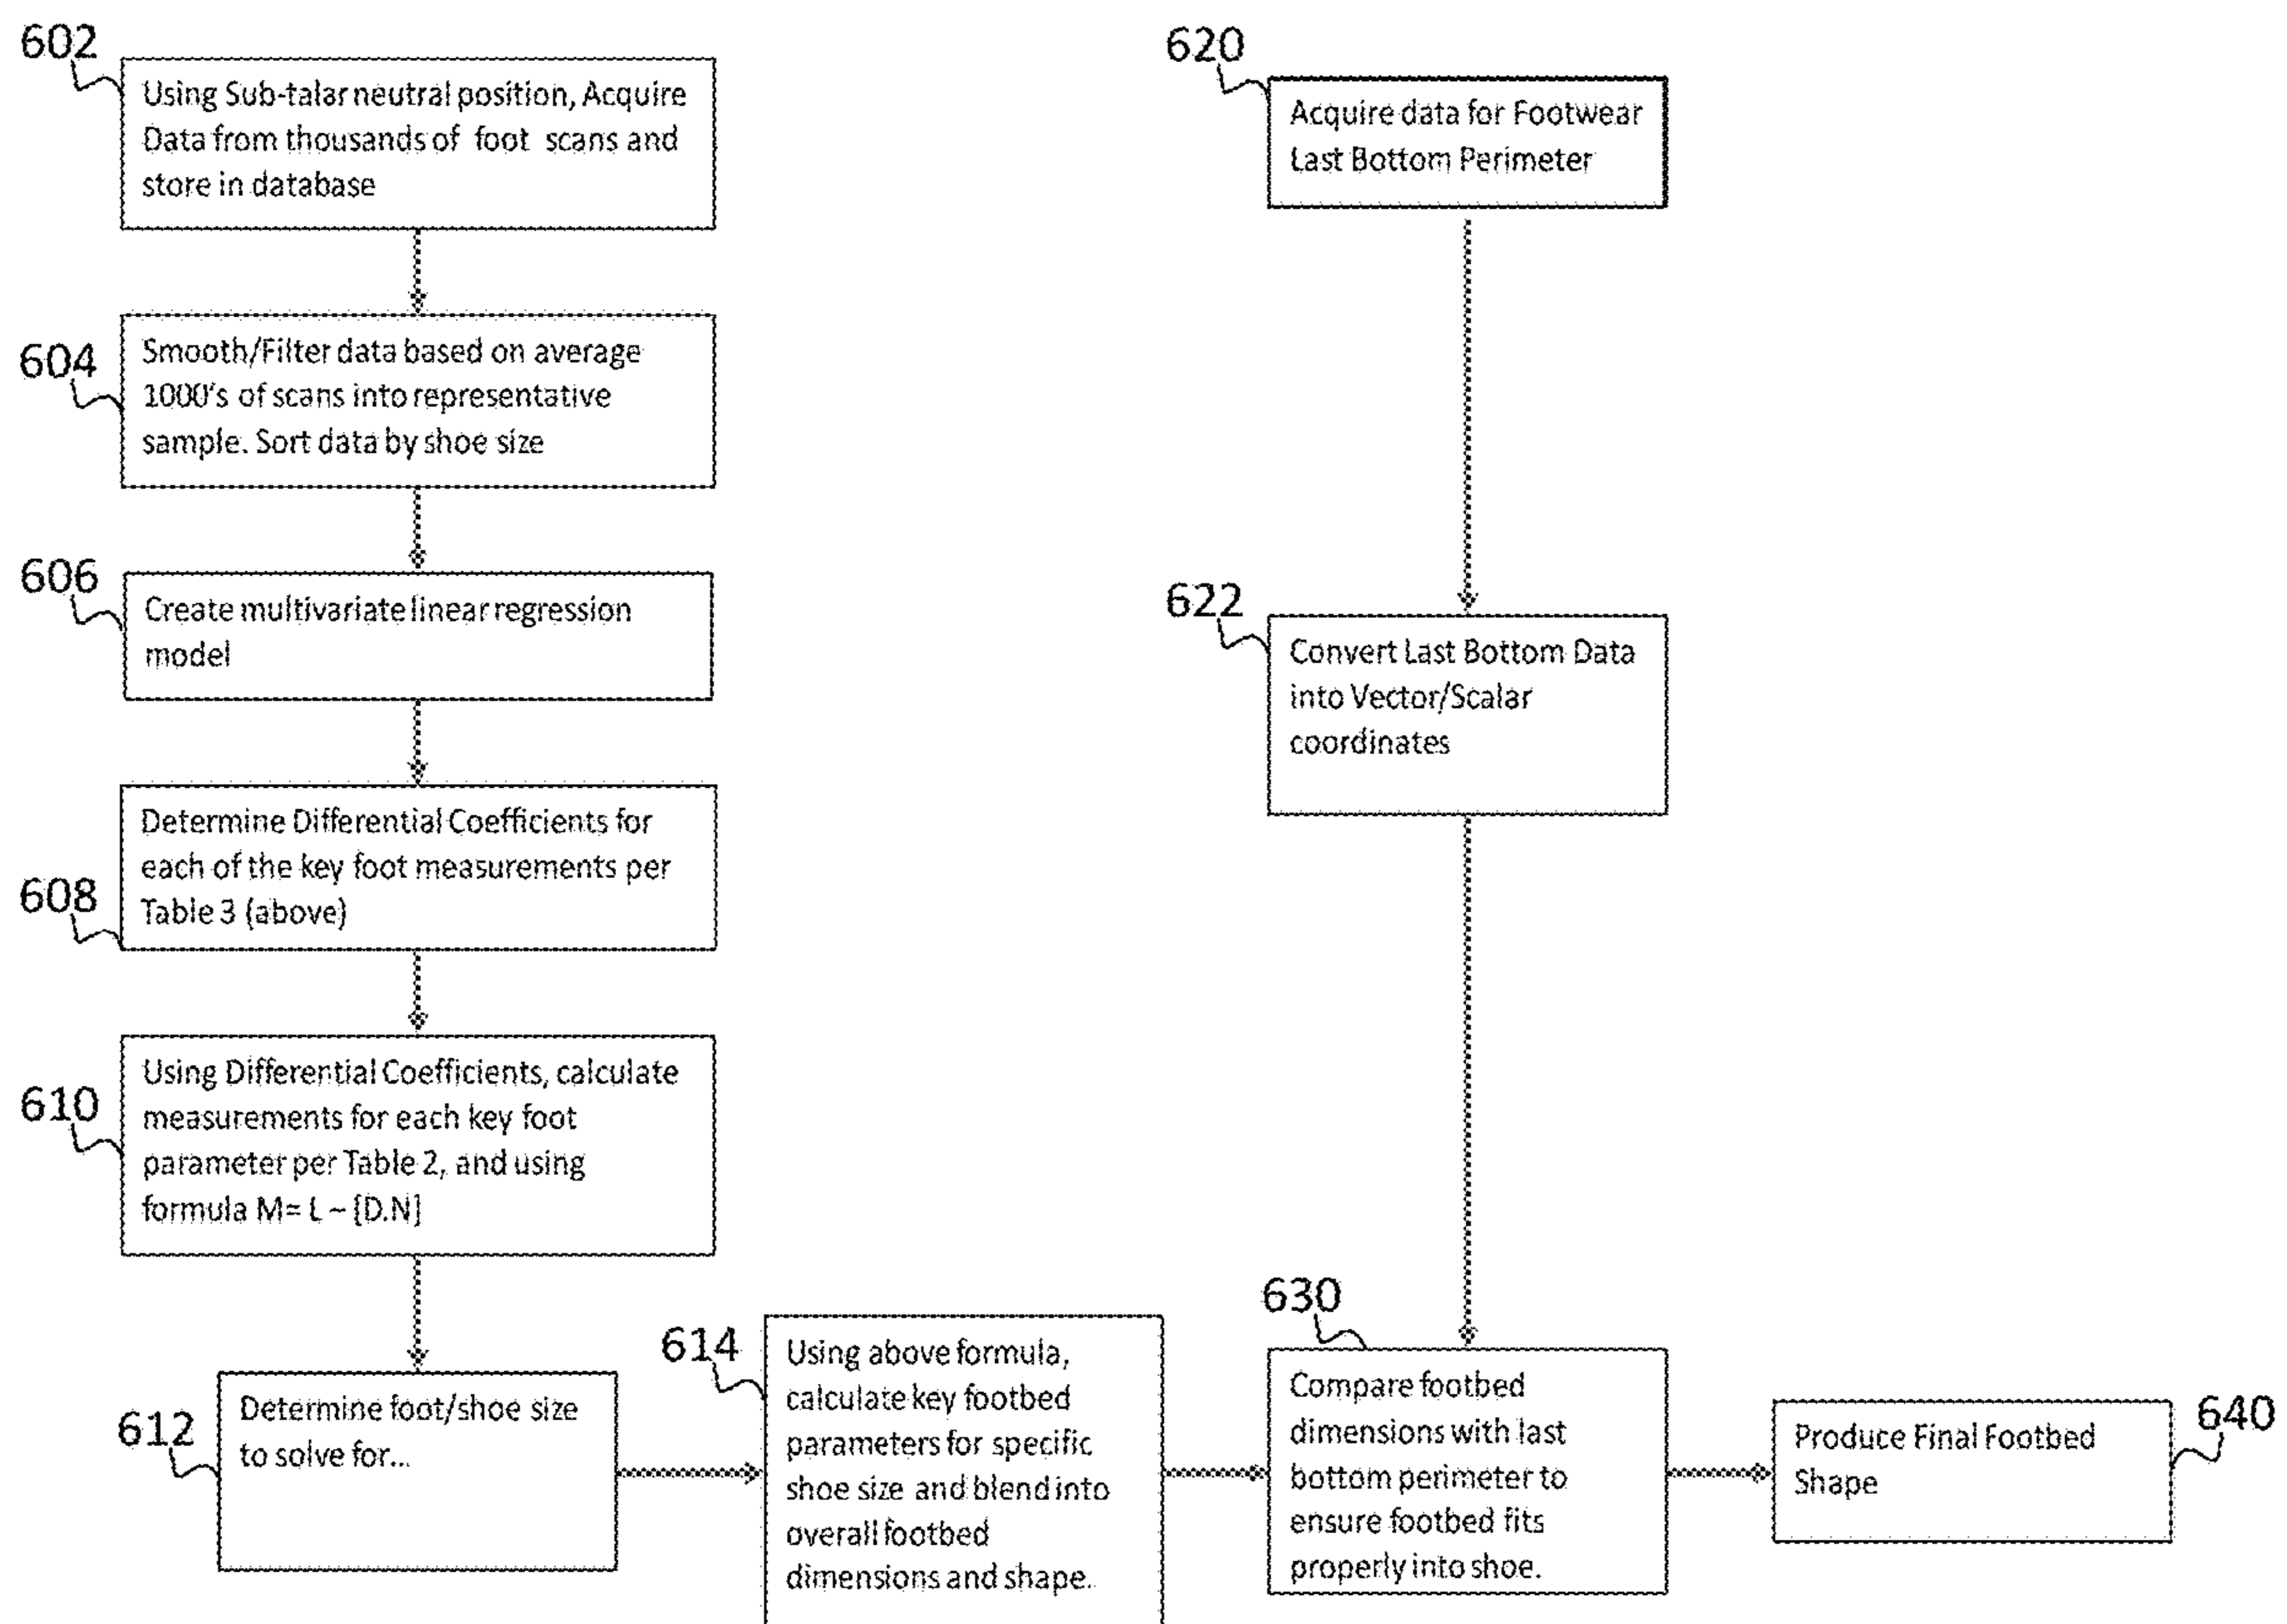 602
Using Sub-talar neutral position, Acquire
Data from thousands of foot scans and
store in database
604
Smooth/Filter data based on average
1000's of scans into representative
sample. Sort data by shoe size
606
Create multivariate linear regression
model
608
Determine Differential Coefficients for
each of the key foot measurements per
Table 3 (above)
610
Using Differential Coefficients, calculate
measurements for each key foot
parameter per Table 2, and using
formula M= L – [D.N]
612
Determine foot/shoe size
to solve for...
614
Using above formula,
calculate key footbed
parameters for specific
shoe size and blend into
overall footbed
dimensions and shape.
620
Acquire data for Footwear
Last Bottom Perimeter
622
Convert Last Bottom Data
into Vector/Scalar
coordinates
630
Compare footbed
dimensions with last
bottom perimeter to
ensure footbed fits
properly into shoe.
640
Produce Final Footbed
Shape